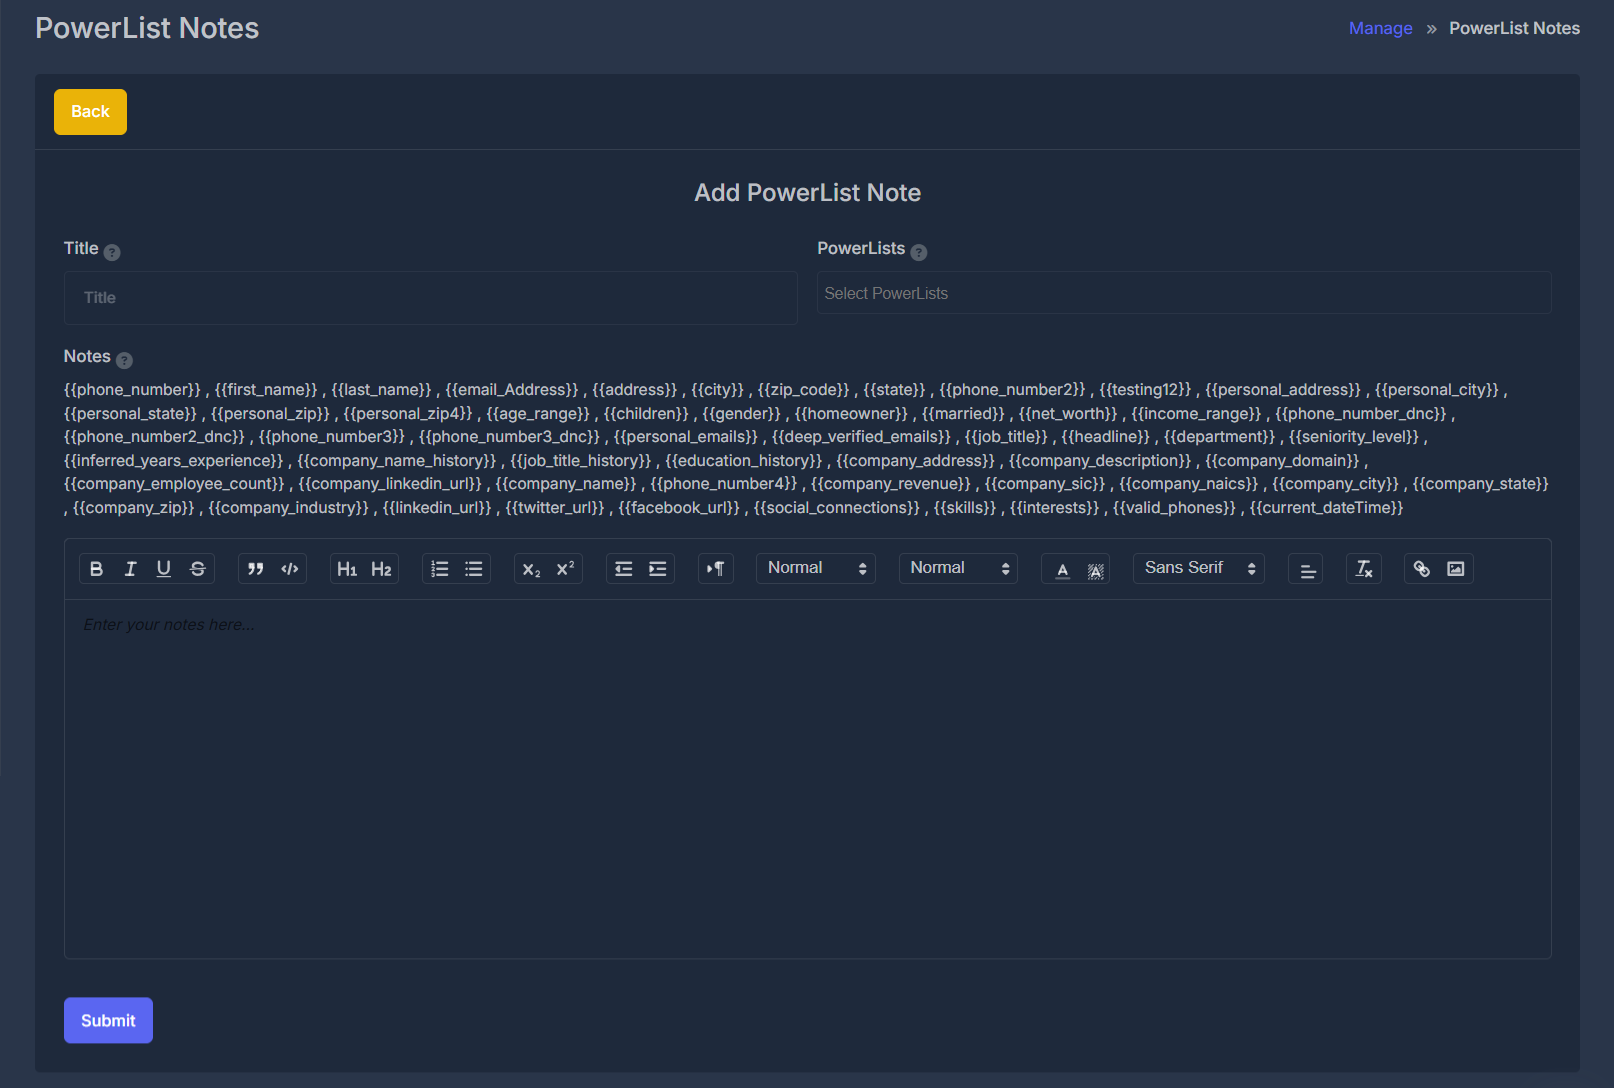 PowerList Notes
Manage » PowerList Notes
Back
Add PowerList Note
Title ?
PowerLists ?
Title
Select PowerLists
Notes ?
{{phone_number}} , {{first_name}} , {{last_name}} , {{email_Address}} , {{address}} , {{city}} , {{zip_code}} , {{state}} , {{phone_number2}} , {{testing12}} , {{personal_address}} , {{personal_city}} ,
{{personal_state}} , {{personal_zip}} , {{personal_zip4}} , {{age_range}} , {{children}} , {{gender}} , {{homeowner}} , {{married}} , {{net_worth}} , {{income_range}} , {{phone_number_dnc}} ,
{{phone_number2_dnc}} , {{phone_number3}} , {{phone_number3_dnc}} , {{personal_emails}} , {{deep_verified_emails}} , {{job_title}} , {{headline}} , {{department}} , {{seniority_level}} ,
{{inferred_years_experience}} , {{company_name_history}} , {{job_title_history}} , {{education_history}} , {{company_address}} , {{company_description}} , {{company_domain}} ,
{{company_employee_count}} , {{company_linkedin_url}} , {{company_name}} , {{phone_number4}} , {{company_revenue}} , {{company_sic}} , {{company_naics}} , {{company_city}} , {{company_state}}
, {{company_zip}} , {{company_industry}} , {{linkedin_url}} , {{twitter_url}} , {{facebook_url}} , {{social_connections}} , {{skills}} , {{interests}} , {{valid_phones}} , {{current_dateTime}}
B I U S H1 H2 x2 x2 Normal Normal A A Sans Serif Tx
Enter your notes here...
Submit